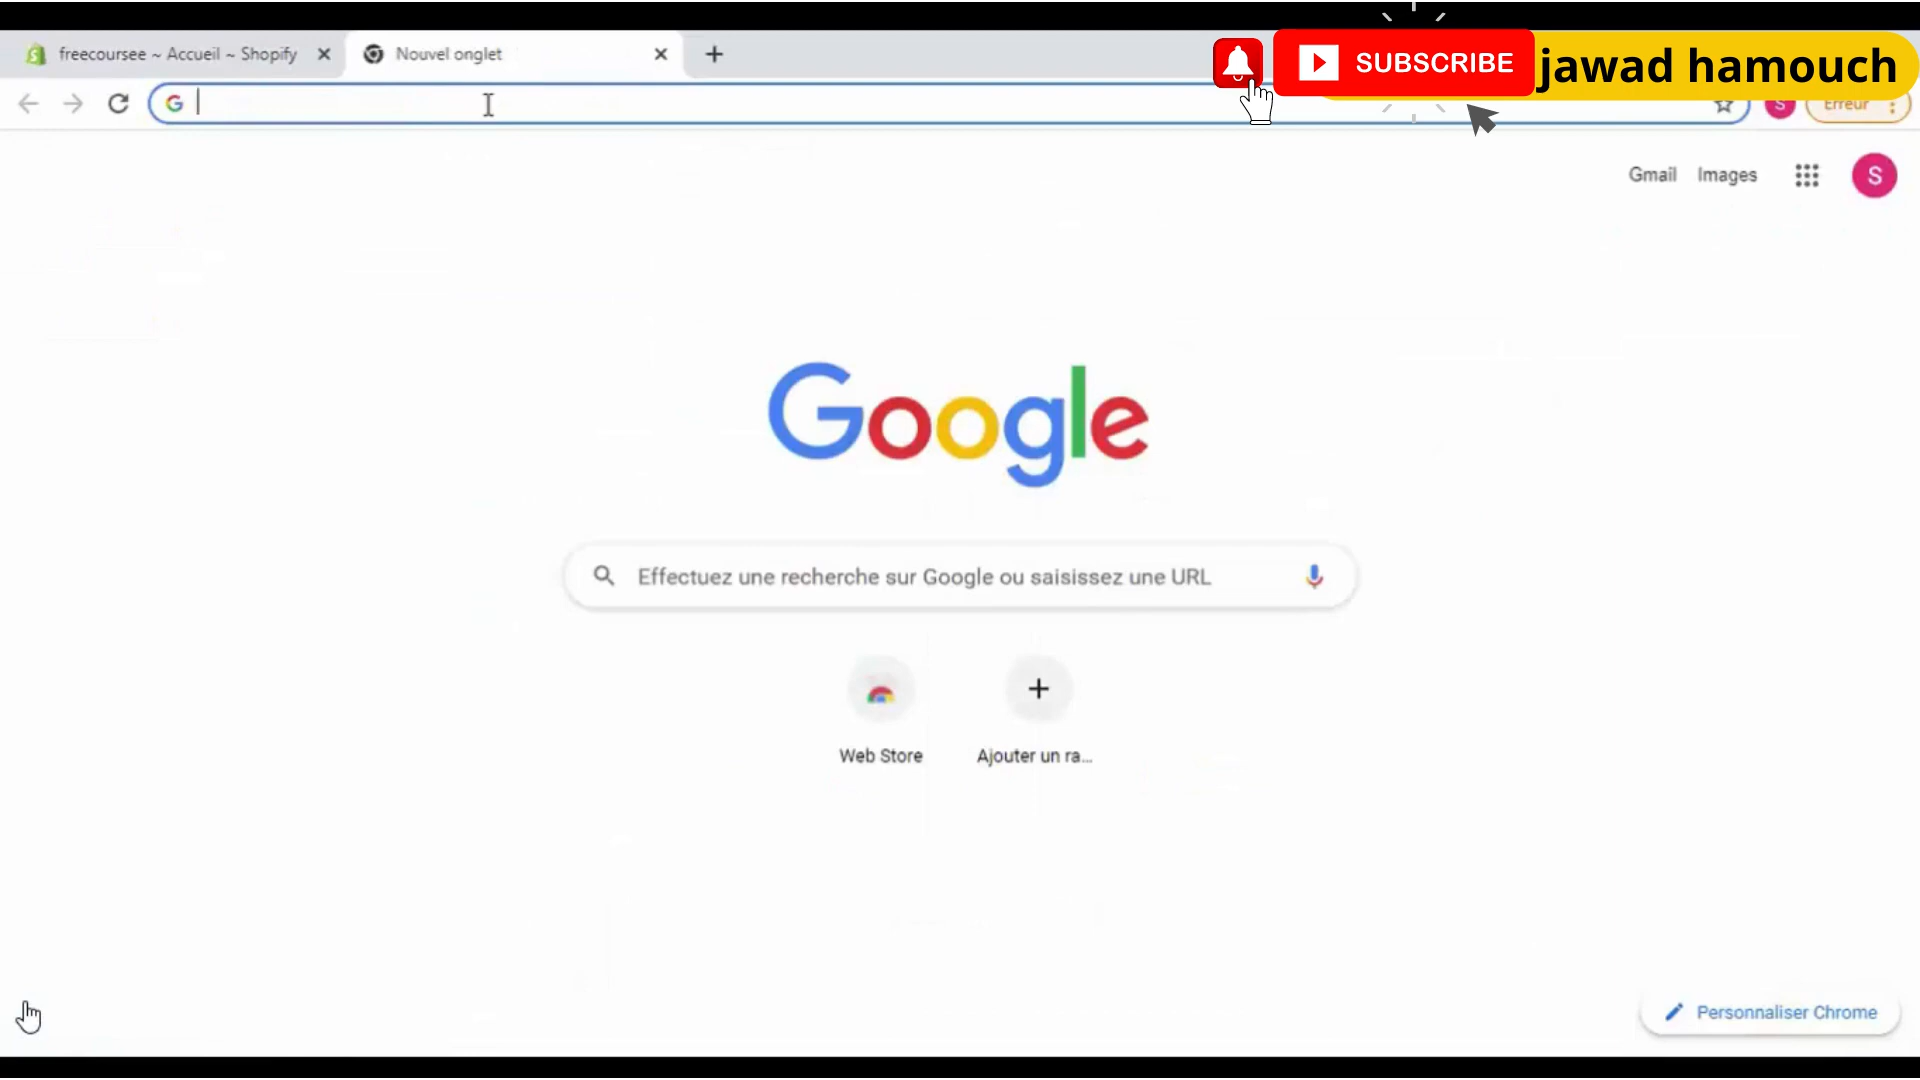 freecoursee ~ Accueil ~ Shopify
Nouvel onglet
SUBSCRIBE
jawad hamouch
S
Erreur
Gmail
Images
S
Google
Effectuez une recherche sur Google ou saisissez une URL
Web Store
Ajouter un ra...
Personnaliser Chrome